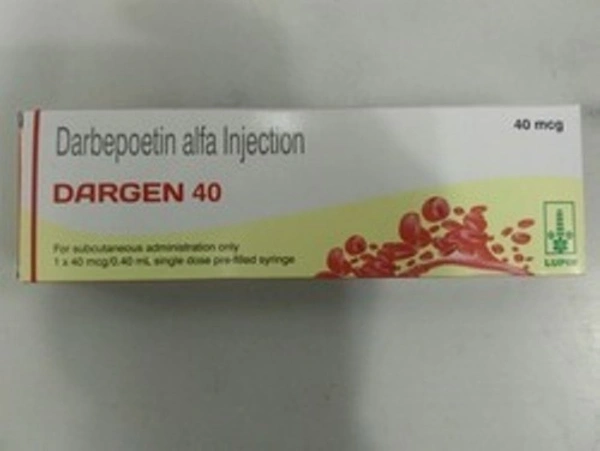 Darbepoetin alfa Injection
40 mcg
DARGEN 40
For subcutaneous administration only
1 x 40 mcg/0.40 mL single dose pre-filled syringe
LUPIN